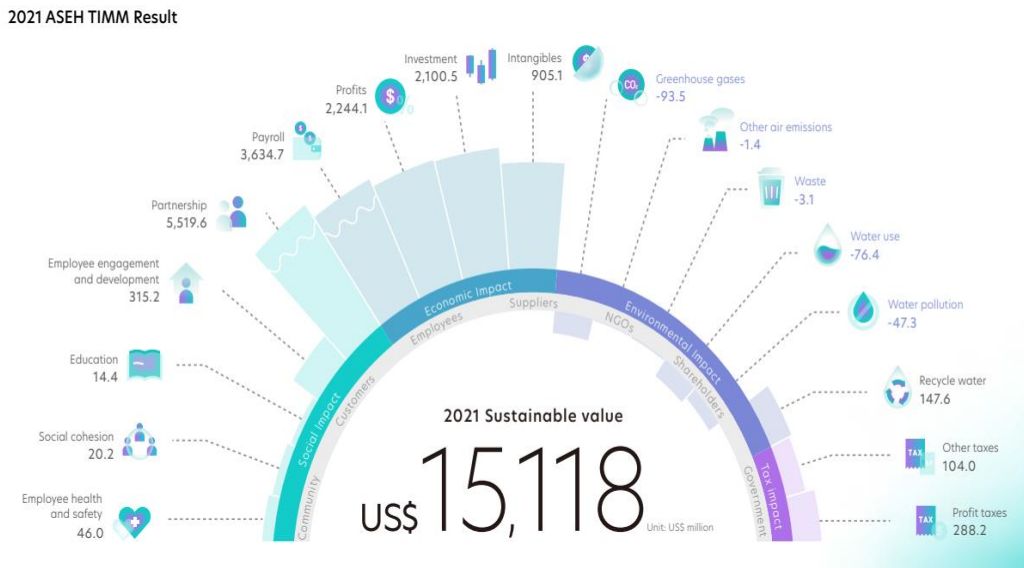 2021 ASEH TIMM Result
Investment
2,100.5
Intangibles
905.1
Profits
2,244.1
Payroll
3,634.7
Partnership
5,519.6
Employee engagement
and development
315.2
Education
14.4
Social cohesion
20.2
Employee health
and safety
46.0
$
$
$
$
CO₂
Greenhouse gases
-93.5
Other air emissions
-1.4
Waste
-3.1
Water use
-76.4
Water pollution
-47.3
Recycle water
147.6
TAX
Other taxes
104.0
TAX
Profit taxes
288.2
Social Impact
Economic Impact
Environmental Impact
Tax impact
Community
Customers
Employees
Suppliers
NGOs
Shareholders
Government
2021 Sustainable value
US$ 15,118
Unit: US$ million